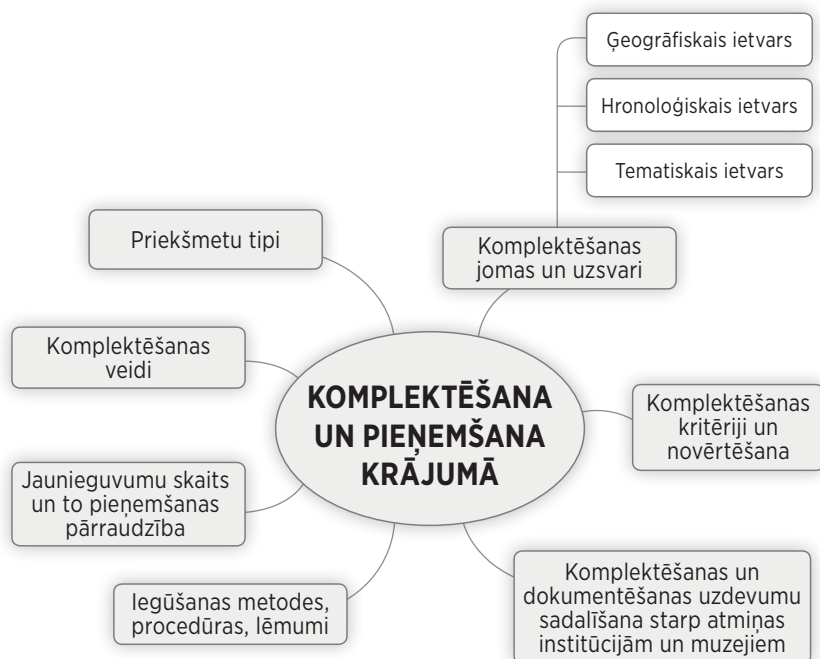 Ģeogrāfiskais ietvars
Hronoloģiskais ietvars
Tematiskais ietvars
Priekšmetu tipi
Komplektēšanas
jomas un uzsvari
Komplektēšanas
veidi
KOMPLEKTĒŠANA
UN PIEŅEMŠANA
KRĀJUMĀ
Komplektēšanas
kritēriji un
novērtēšana
Jaunieguvumu skaits
un to pieņemšanas
pārraudzība
Iegūšanas metodes,
procedūras, lēmumi
Komplektēšanas un
dokumentēšanas uzdevumu
sadalīšana starp atmiņas
institūcijām un muzejiem